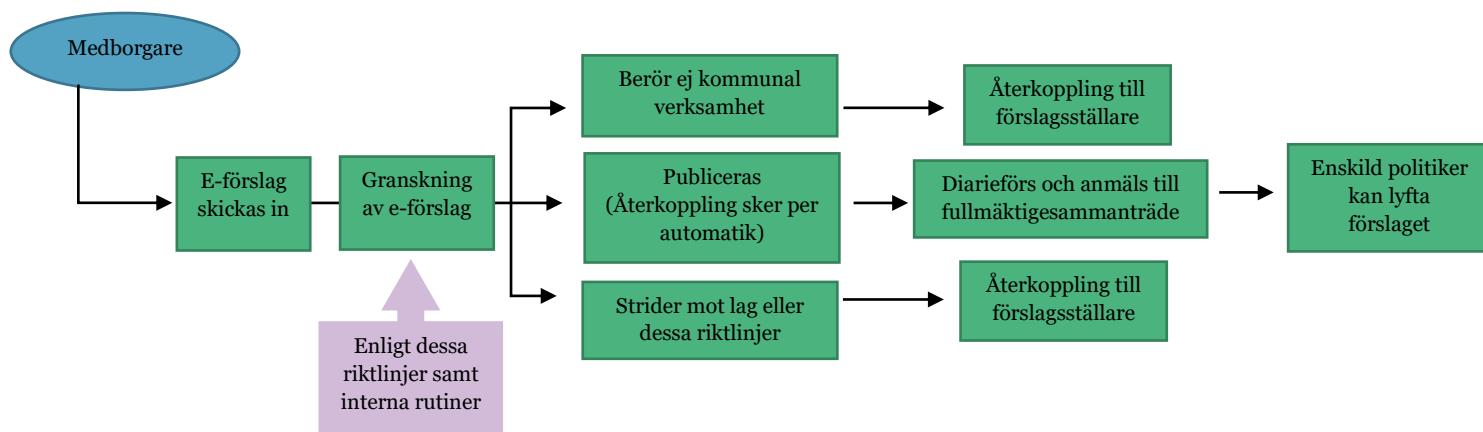 Medborgare
E-förslag
skickas in
Granskning
av e-förslag
Enligt dessa
riktlinjer samt
interna rutiner
Berör ej kommunal
verksamhet
Återkoppling till
förslagsställare
Publiceras
(Återkoppling sker per
automatik)
Diarieförs och anmäls till
fullmäktigesammanträde
Enskild politiker
kan lyfta
förslaget
Strider mot lag eller
dessa riktlinjer
Återkoppling till
förslagsställare